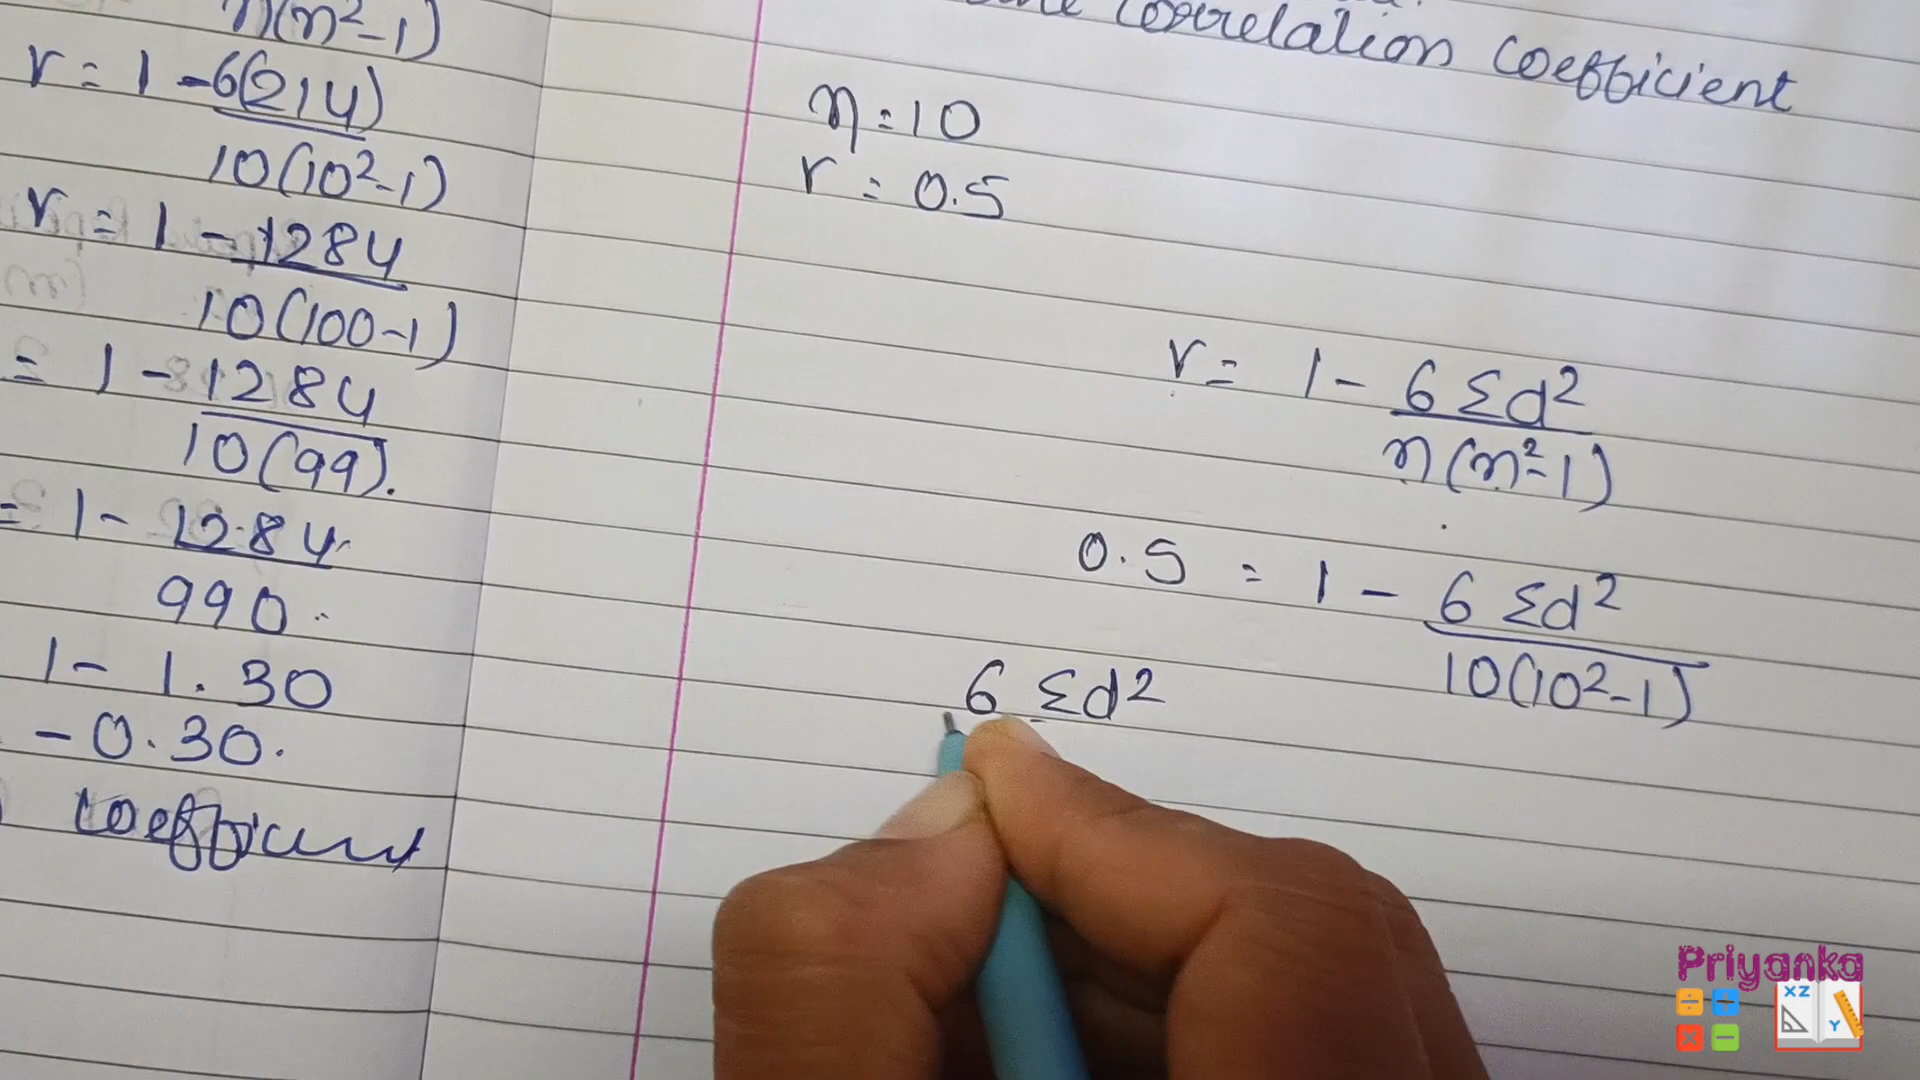 n(n²-1)
r = 1 - 6(214)
10(10²-1)
r = 1 - 1284
10(100-1)
= 1 - 1284
10(99).
= 1 - 1284
990.
1 - 1.30
- 0.30.
coefficient
correlation coefficient
n = 10
r = 0.5
r = 1 - 6 Σd²
n(n²-1)
0.5 = 1 - 6 Σd²
10(10²-1)
6 Σd²
Priyanka
XZ
Y